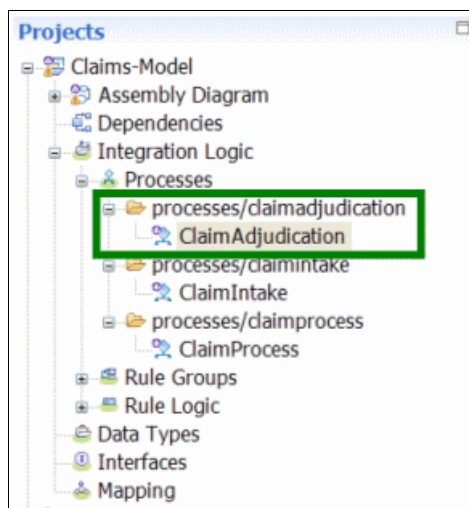 Projects
Claims-Model
Assembly Diagram
Dependencies
Integration Logic
Processes
processes/claimadjudication
ClaimAdjudication
processes/claimintake
ClaimIntake
processes/claimprocess
ClaimProcess
Rule Groups
Rule Logic
Data Types
Interfaces
Mapping